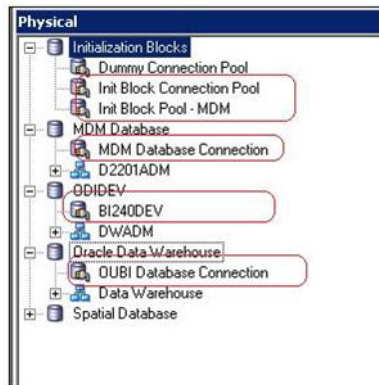 Physical
Initialization Blocks
Dummy Connection Pool
Init Block Connection Pool
Init Block Pool - MDM
MDM Database
MDM Database Connection
D2201ADM
ODIDEV
BI240DEV
DWADM
Oracle Data Warehouse
OUBI Database Connection
Data Warehouse
Spatial Database